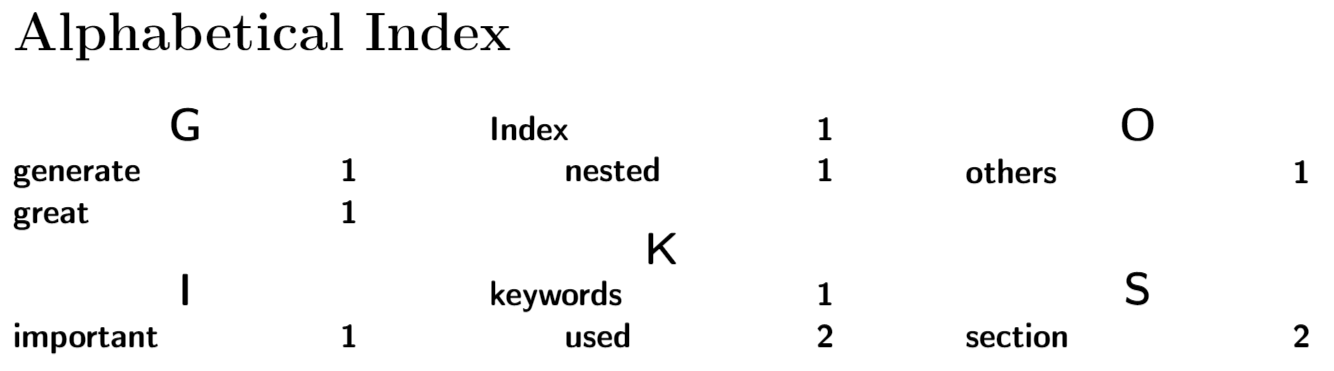 Alphabetical Index
G
generate 1
great 1
I
important 1
Index 1
nested 1
K
keywords 1
used 2
O
others 1
S
section 2